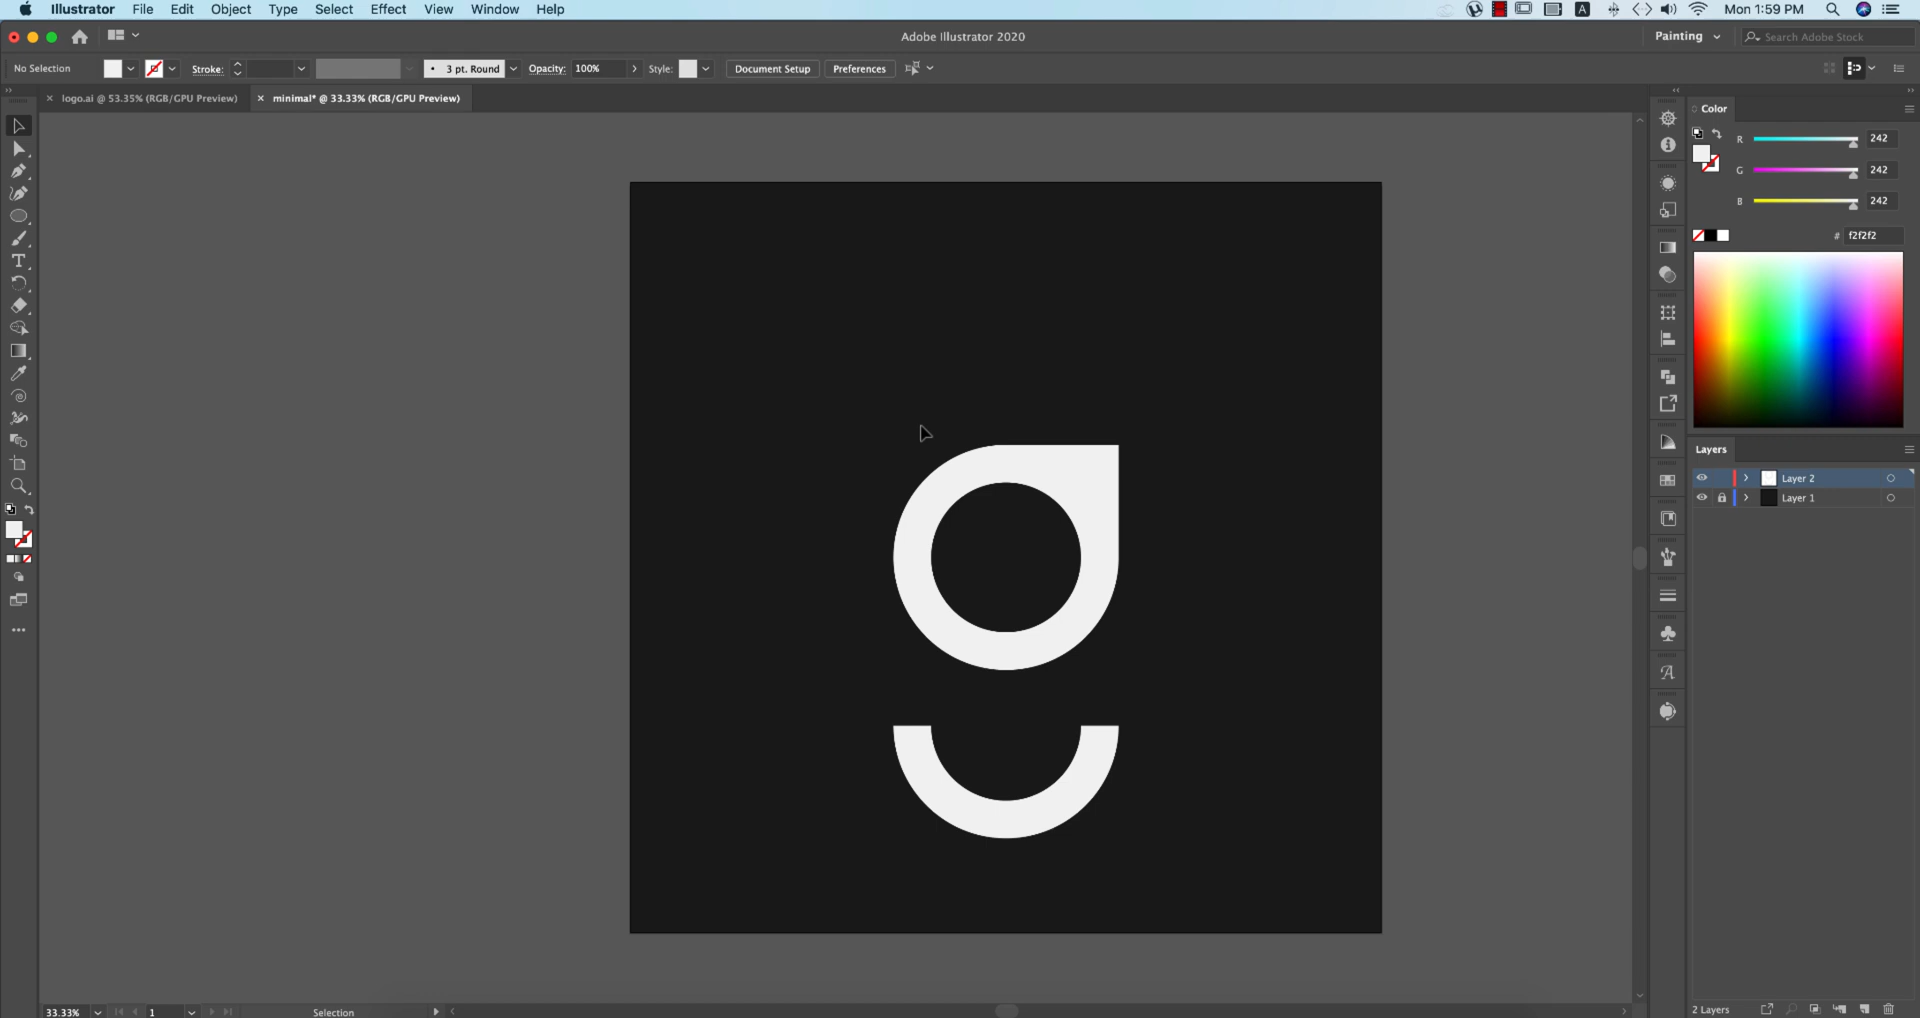 Illustrator File Edit Object Type Select Effect View Window Help
A Mon 1:59 PM
Adobe Illustrator 2020
Painting
Search Adobe Stock
No Selection
Stroke:
3 pt. Round
Opacity: 100%
Style:
Document Setup
Preferences
logo.ai @ 53.35% (RGB/GPU Preview)
minimal* @ 33.33% (RGB/GPU Preview)
Color
R 242
G 242
B 242
# f2f2f2
g
Layers
Layer 2
Layer 1
33.33%
1
Selection
2 Layers